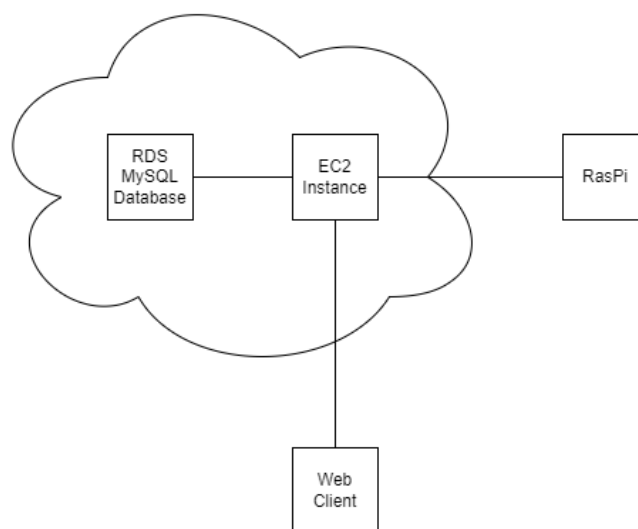 RDS
MySQL
Database
EC2
Instance
RasPi
Web
Client